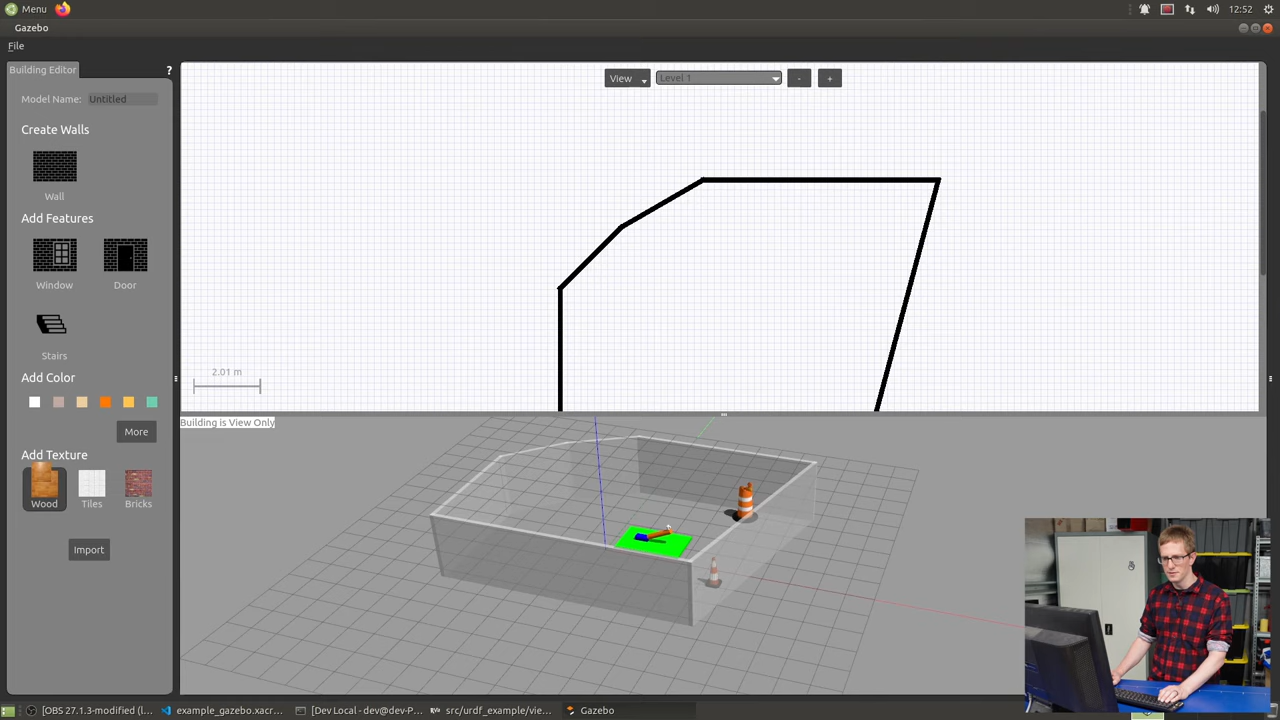 Menu
12:52
Gazebo
File
Building Editor
?
Model Name: Untitled
Create Walls
Wall
Add Features
Window
Door
Stairs
Add Color
More
Add Texture
Wood
Tiles
Bricks
Import
View
Level 1
-
+
2.01 m
Building is View Only
[OBS 27.1.3-modified (l...
example_gazebo.xacr...
[Dev Local - dev@dev-P...
src/urdf_example/vie...
Gazebo